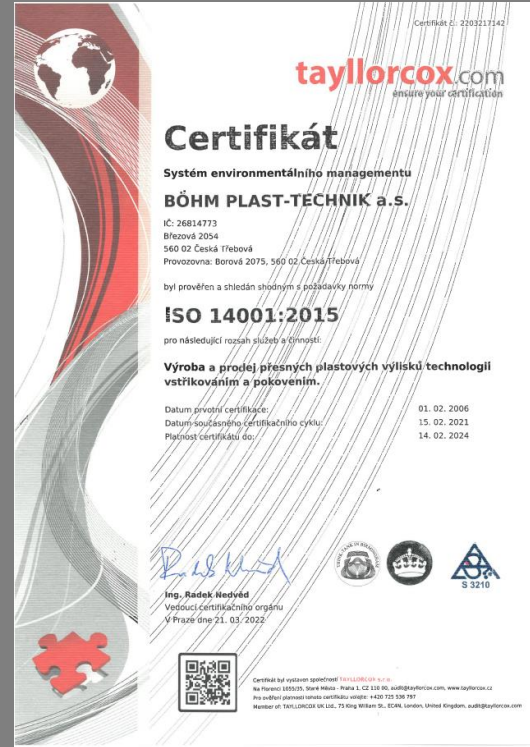 Certifikát č.: 2203217142
tayllorcox.com
ensure your certification
Certifikát
Systém environmentálního managementu
BÖHM PLAST-TECHNIK a.s.
IČ: 26814773
Březová 2054
560 02 Česká Třebová
Provozovna: Borová 2075, 560 02 Česká Třebová
byl prověřen a shledán shodným s požadavky normy
ISO 14001:2015
pro následující rozsah služeb a činností:
Výroba a prodej přesných plastových výlisků technologii
vstřikováním a pokovením.
Datum prvotní certifikace: 01. 02. 2006
Datum současného certifikačního cyklu: 15. 02. 2021
Platnost certifikátu do: 14. 02. 2024
Ing. Radek Nedvěd
Vedoucí certifikačního orgánu
V Praze dne 21. 03. 2022
S 3210
Certifikát byl vystaven společností TAYLLORCOX s.r.o.
Na Florenci 1055/35, Staré Město - Praha 1, CZ 110 00, audit@tayllorcox.com, www.tayllorcox.cz
Pro ověření platnosti tohoto certifikátu volejte: +420 725 536 797
Member of: TAYLLORCOX UK Ltd., 75 King William St., EC4N, London, United Kingdom, audit@tayllorcox.com